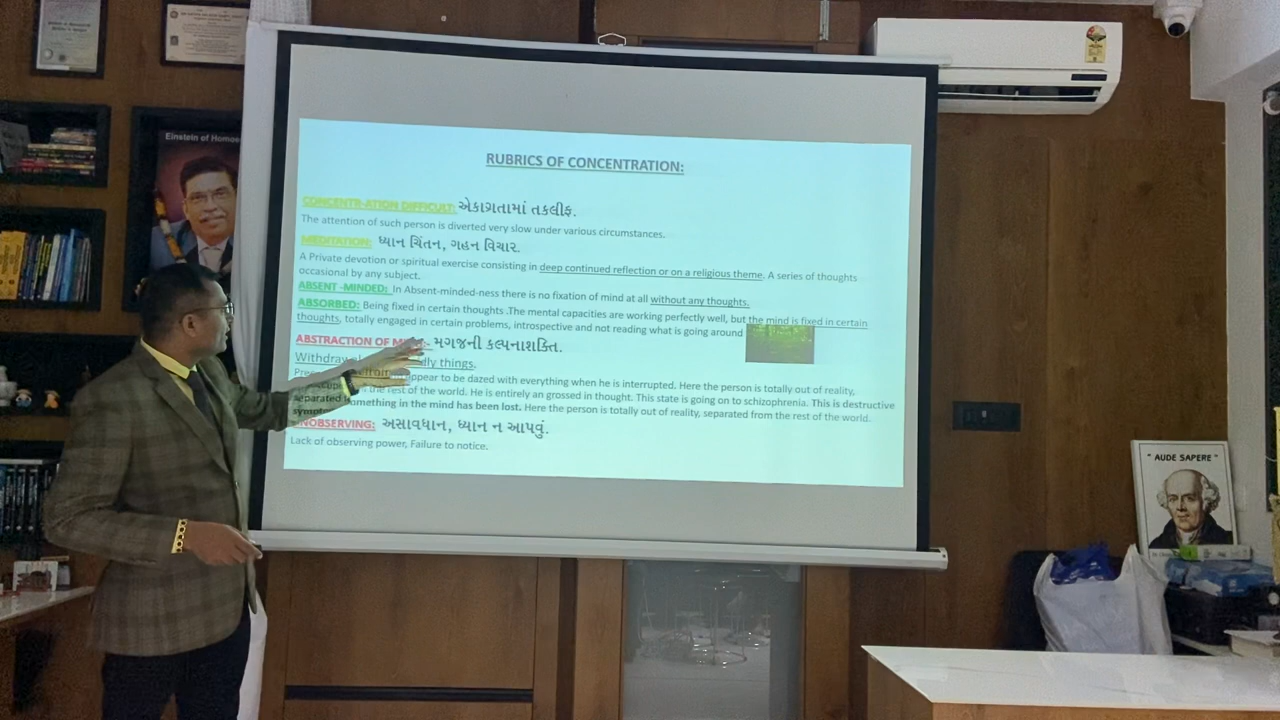 Einstein of Homoe
RUBRICS OF CONCENTRATION:
CONCENTR-ATION DIFFICULT: એકાગ્રતામાં તકલીફ.
The attention of such person is diverted very slow under various circumstances.
MEDITATION: ધ્યાન ચિંતન, ગહન વિચાર.
A Private devotion or spiritual exercise consisting in deep continued reflection or on a religious theme. A series of thoughts
occasional by any subject.
ABSENT -MINDED: In Absent-minded-ness there is no fixation of mind at all without any thoughts.
ABSORBED: Being fixed in certain thoughts .The mental capacities are working perfectly well, but the mind is fixed in certain
thoughts, totally engaged in certain problems, introspective and not reading what is going around
ABSTRACTION OF :- મગજની કલ્પનાશક્તિ.
Withdraw things.
appear to be dazed with everything when he is interrupted. Here the person is totally out of reality,
separated the rest of the world. He is entirely an grossed in thought. This state is going on to schizophrenia. This is destructive
something in the mind has been lost. Here the person is totally out of reality, separated from the rest of the world.
UNOBSERVING: અસાવધાન, ધ્યાન ન આપવું.
Lack of observing power, Failure to notice.
" AUDE SAPERE "